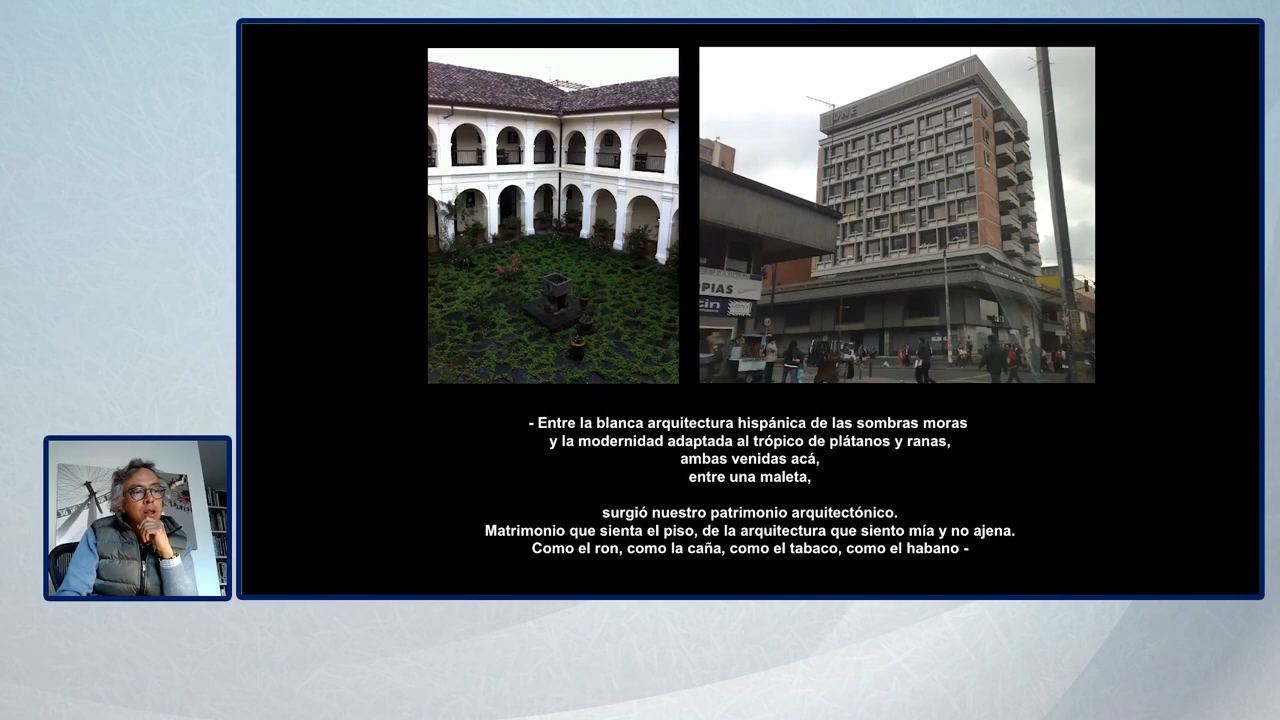 PIAS
cin
- Entre la blanca arquitectura hispánica de las sombras moras
y la modernidad adaptada al trópico de plátanos y ranas,
ambas venidas acá,
entre una maleta,
surgió nuestro patrimonio arquitectónico.
Matrimonio que sienta el piso, de la arquitectura que siento mía y no ajena.
Como el ron, como la caña, como el tabaco, como el habano -